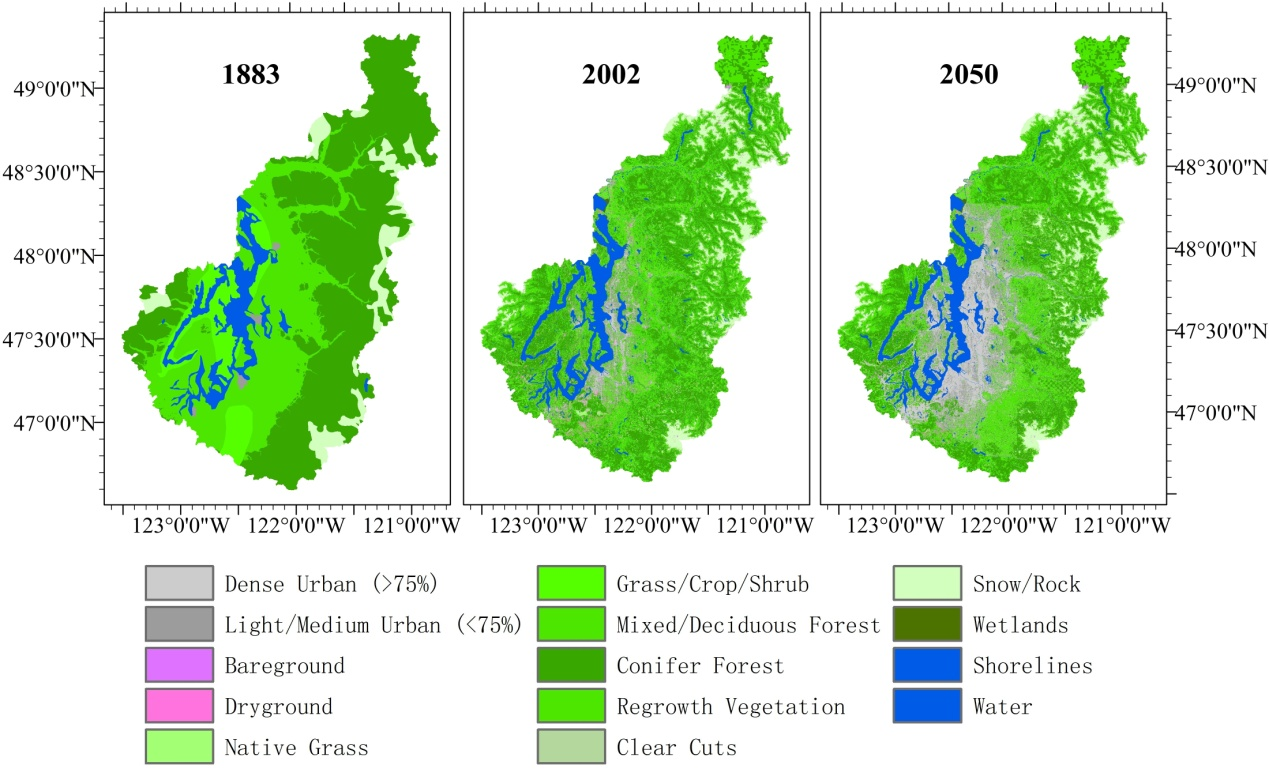 1883
2002
2050
49°0'0"N
48°30'0"N
48°0'0"N
47°30'0"N
47°0'0"N
49°0'0"N
48°30'0"N
48°0'0"N
47°30'0"N
47°0'0"N
123°0'0"W 122°0'0"W 121°0'0"W
123°0'0"W 122°0'0"W 121°0'0"W
123°0'0"W 122°0'0"W 121°0'0"W
Dense Urban (>75%)
Light/Medium Urban (<75%)
Bareground
Dryground
Native Grass
Grass/Crop/Shrub
Mixed/Deciduous Forest
Conifer Forest
Regrowth Vegetation
Clear Cuts
Snow/Rock
Wetlands
Shorelines
Water